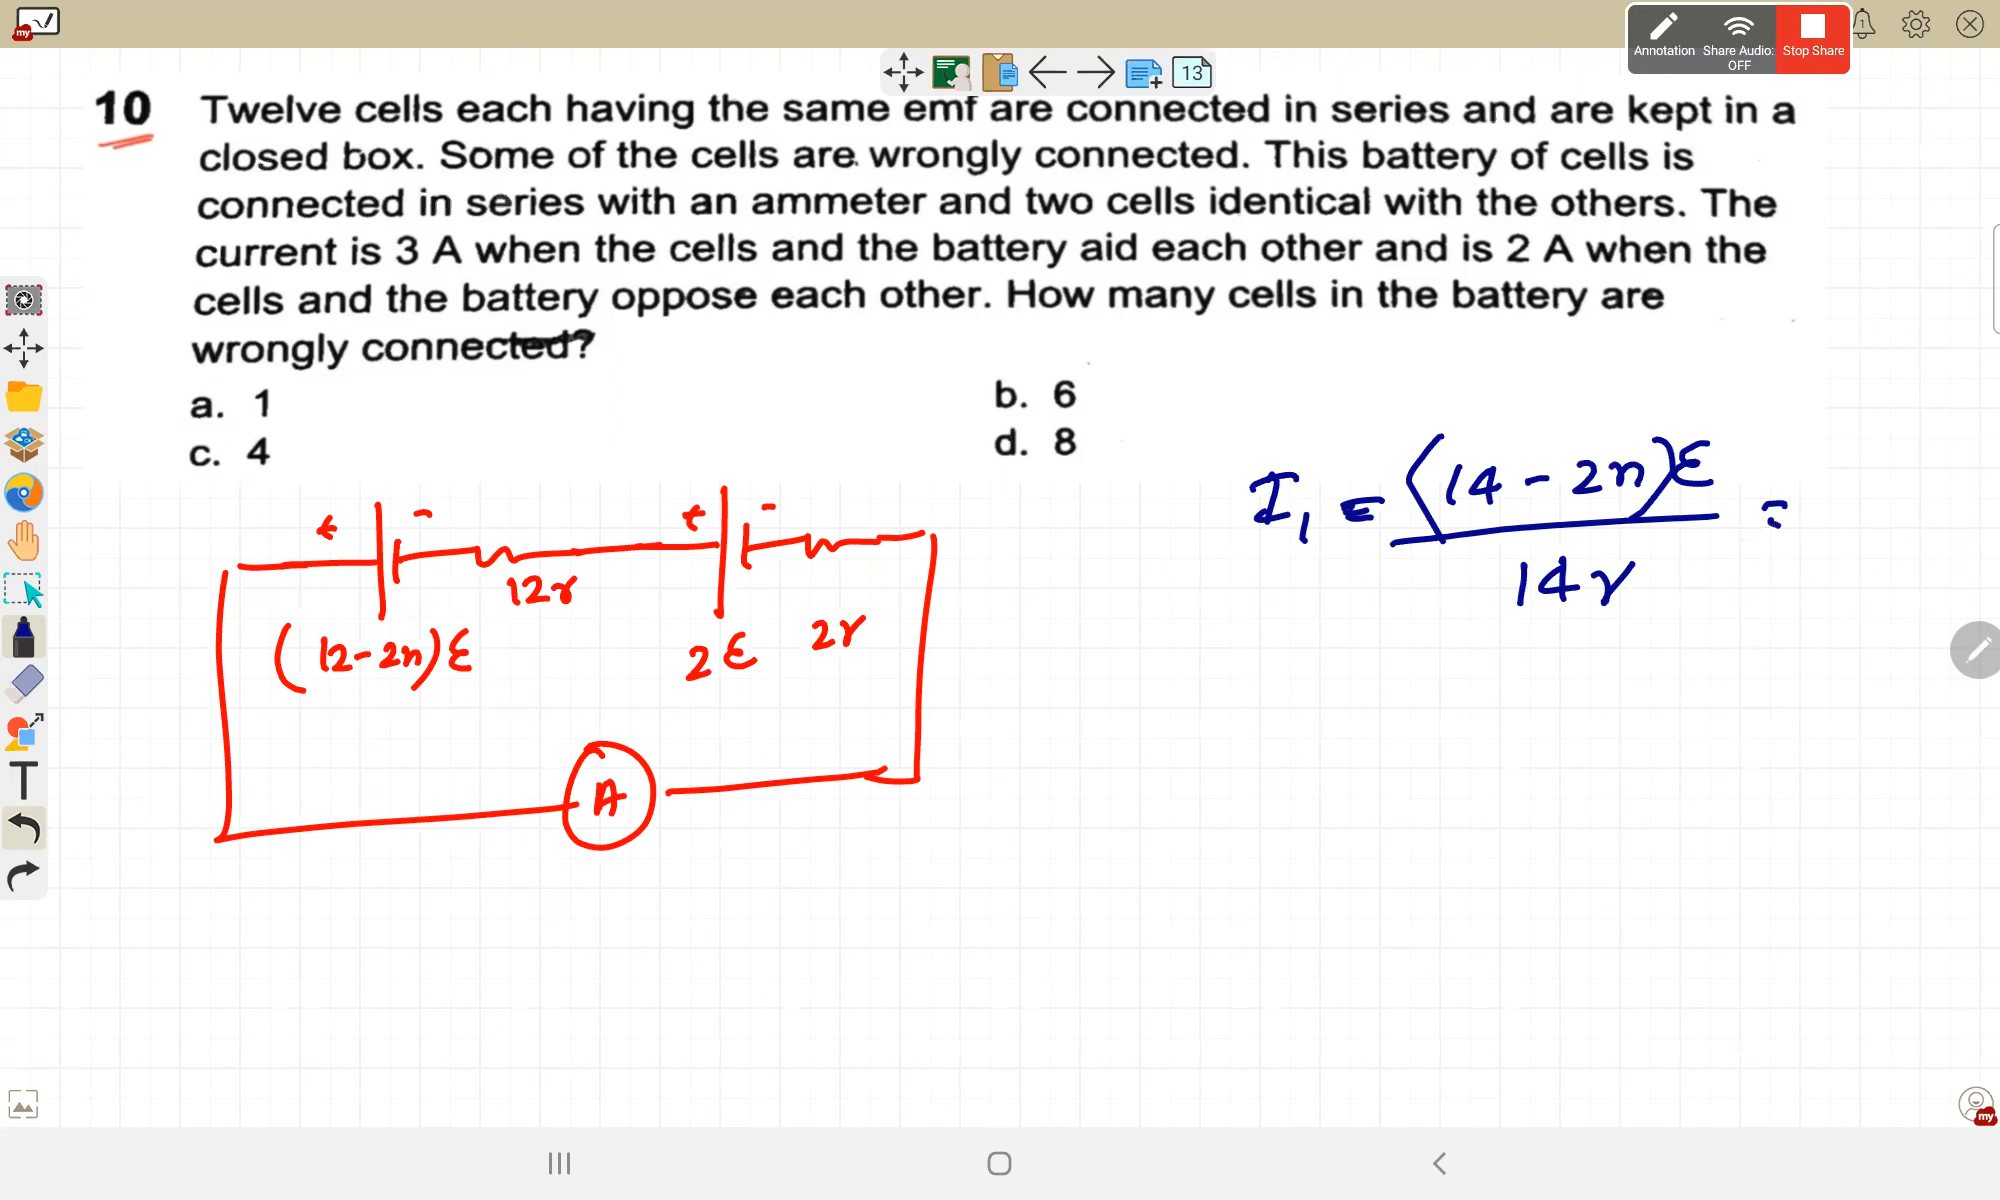 my
Annotation
Share Audio:
OFF
Stop Share
1
13
10 Twelve cells each having the same emf are connected in series and are kept in a
closed box. Some of the cells are wrongly connected. This battery of cells is
connected in series with an ammeter and two cells identical with the others. The
current is 3 A when the cells and the battery aid each other and is 2 A when the
cells and the battery oppose each other. How many cells in the battery are
wrongly connected?
a. 1
b. 6
c. 4
d. 8
I₁ = (14 - 2n)ε / 14r =
+ - + -
12r
(12-2n)ε
2ε 2r
A
T
my